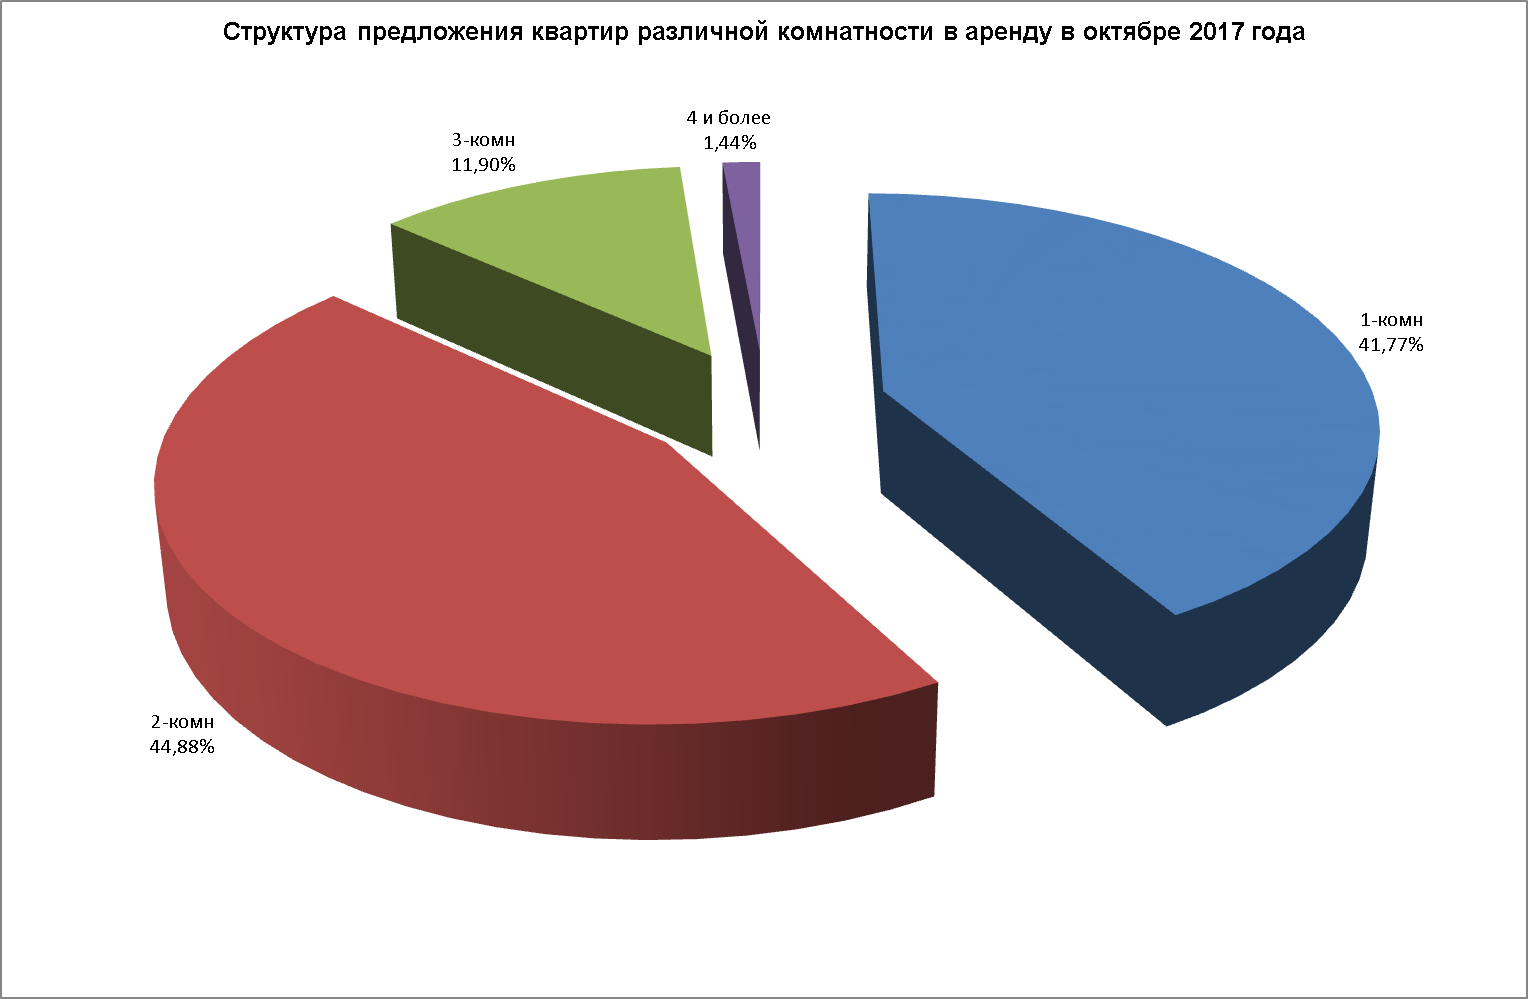 Структура предложения квартир различной комнатности в аренду в октябре 2017 года
4 и более
1,44%
3-комн
11,90%
1-комн
41,77%
2-комн
44,88%